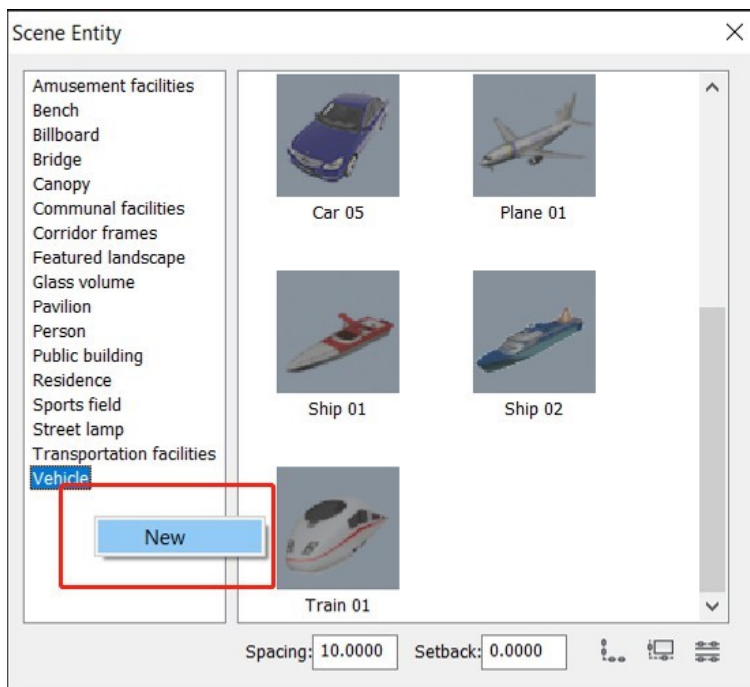 Scene Entity
Amusement facilities
Bench
Billboard
Bridge
Canopy
Communal facilities
Corridor frames
Featured landscape
Glass volume
Pavilion
Person
Public building
Residence
Sports field
Street lamp
Transportation facilities
Vehicle
New
Car 05
Plane 01
Ship 01
Ship 02
Train 01
Spacing: 10.0000 Setback: 0.0000